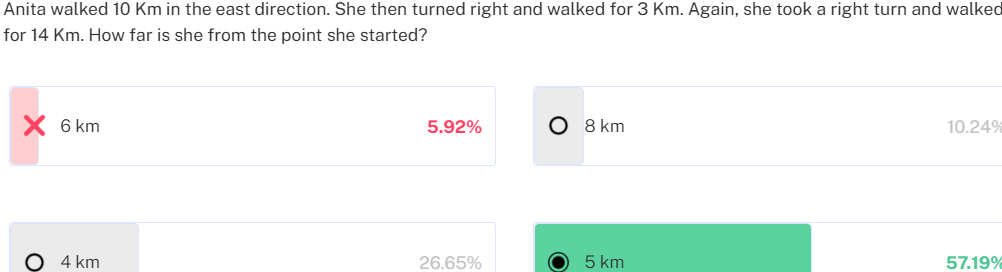 Anita walked 10 Km in the east direction. She then turned right and walked for 3 Km. Again, she took a right turn and walked
for 14 Km. How far is she from the point she started?
6 km 5.92% 8 km 10.24%
4 km 26.65% 5 km 57.19%